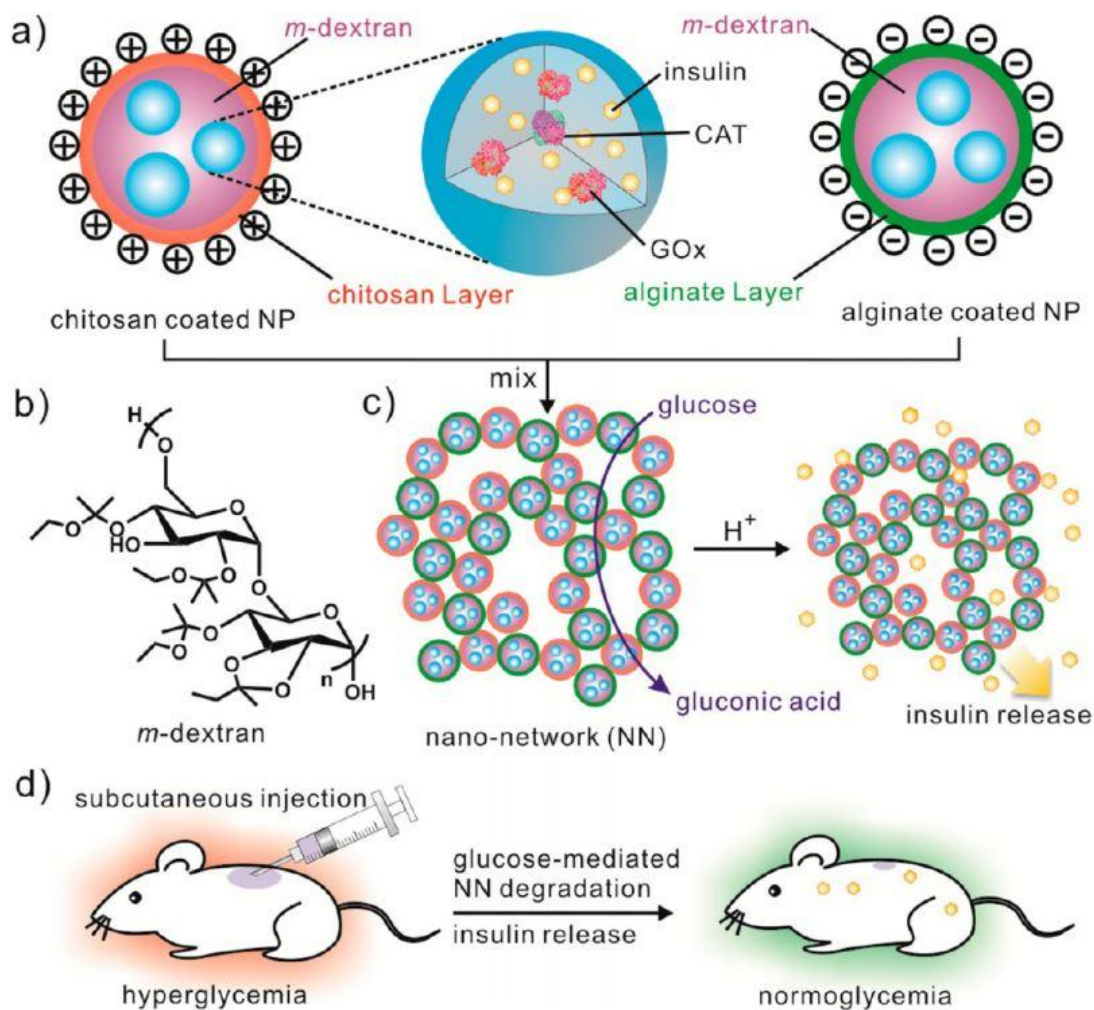 a)
m-dextran
insulin
CAT
GOx
m-dextran
chitosan Layer
alginate Layer
chitosan coated NP
alginate coated NP
mix
b)
H
O
O
O
O
HO
O
O
O
O
O
O
O
O
O
O
n
OH
m-dextran
c)
glucose
H+
gluconic acid
nano-network (NN)
insulin release
d)
subcutaneous injection
glucose-mediated
NN degradation
insulin release
hyperglycemia
normoglycemia